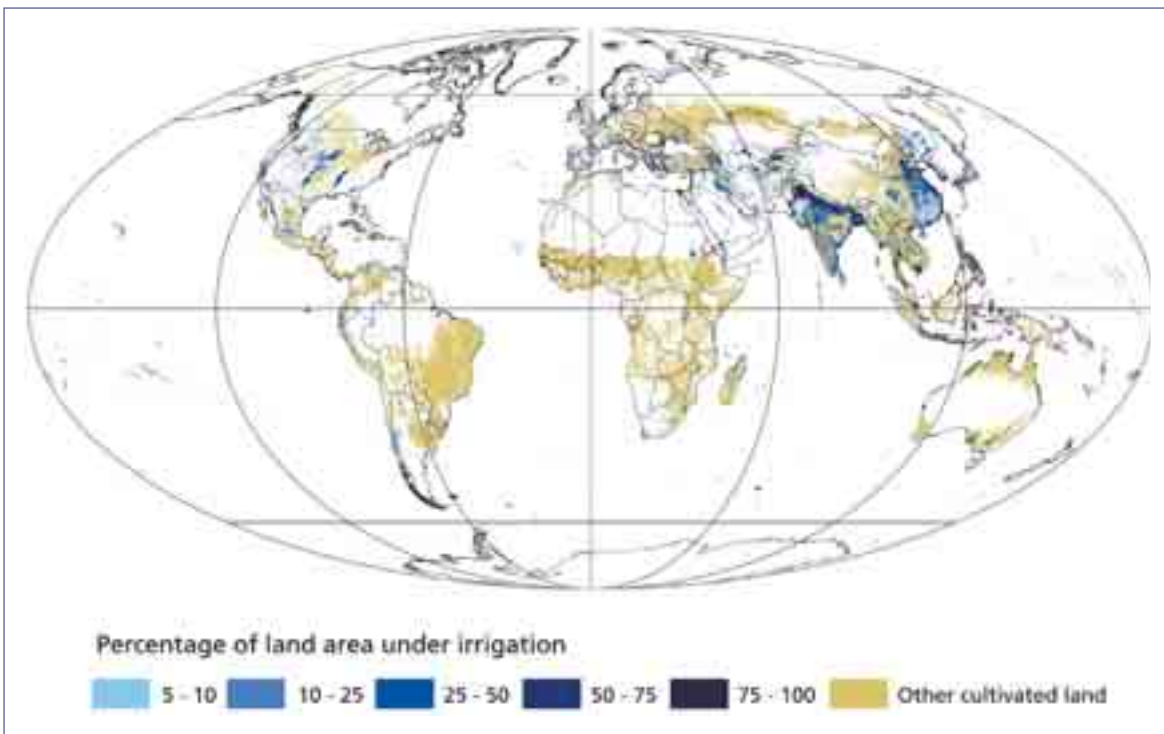 Percentage of land area under irrigation
5 - 10 10 - 25 25 - 50 50 - 75 75 - 100 Other cultivated land